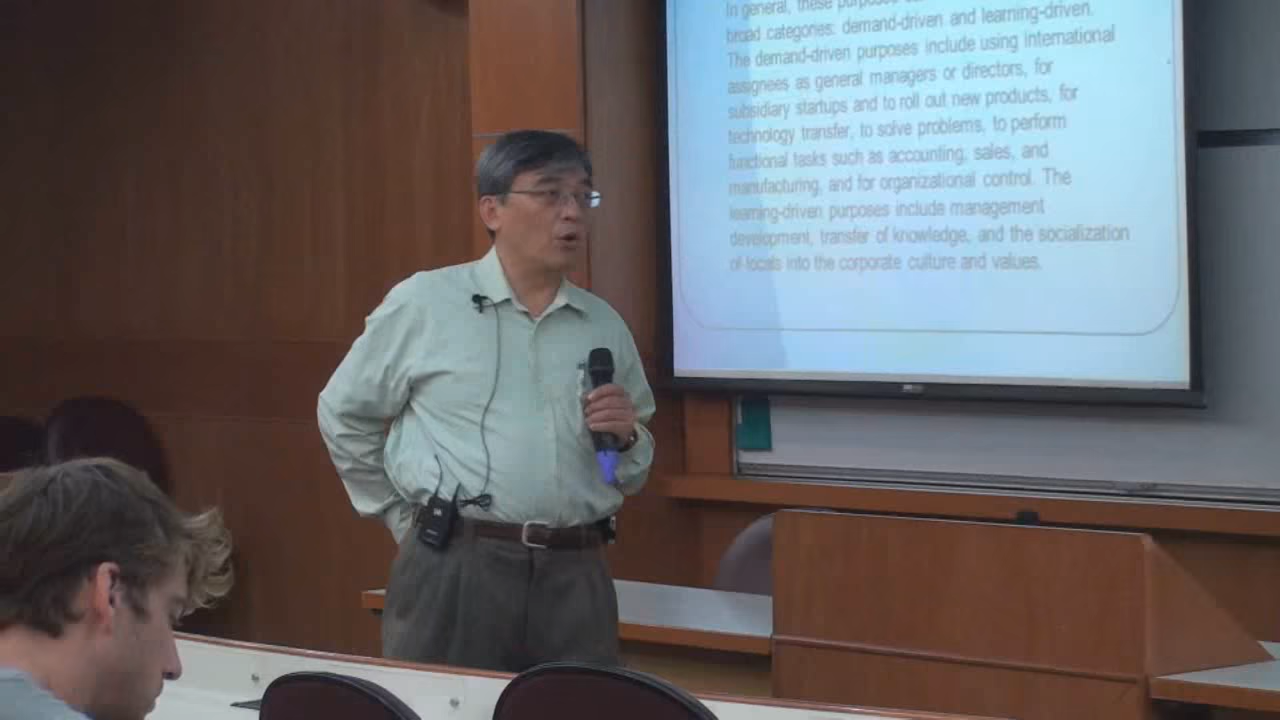 In general, these purposes
broad categories: demand-driven and learning-driven.
The demand-driven purposes include using international
assignees as general managers or directors, for
subsidiary startups and to roll out new products, for
technology transfer, to solve problems, to perform
functional tasks such as accounting, sales, and
manufacturing, and for organizational control. The
learning-driven purposes include management
development, transfer of knowledge, and the socialization
of locals into the corporate culture and values.